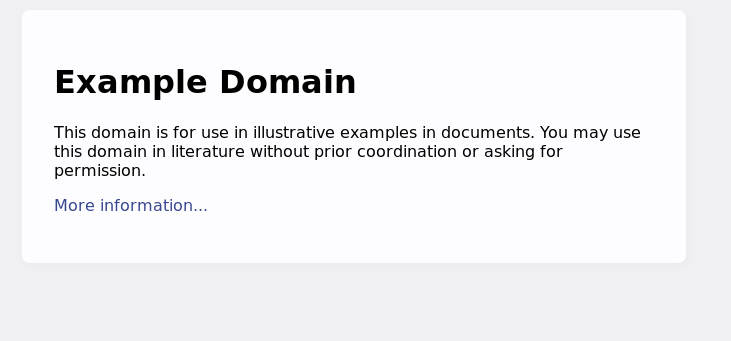 Example Domain
This domain is for use in illustrative examples in documents. You may use
this domain in literature without prior coordination or asking for
permission.
More information...